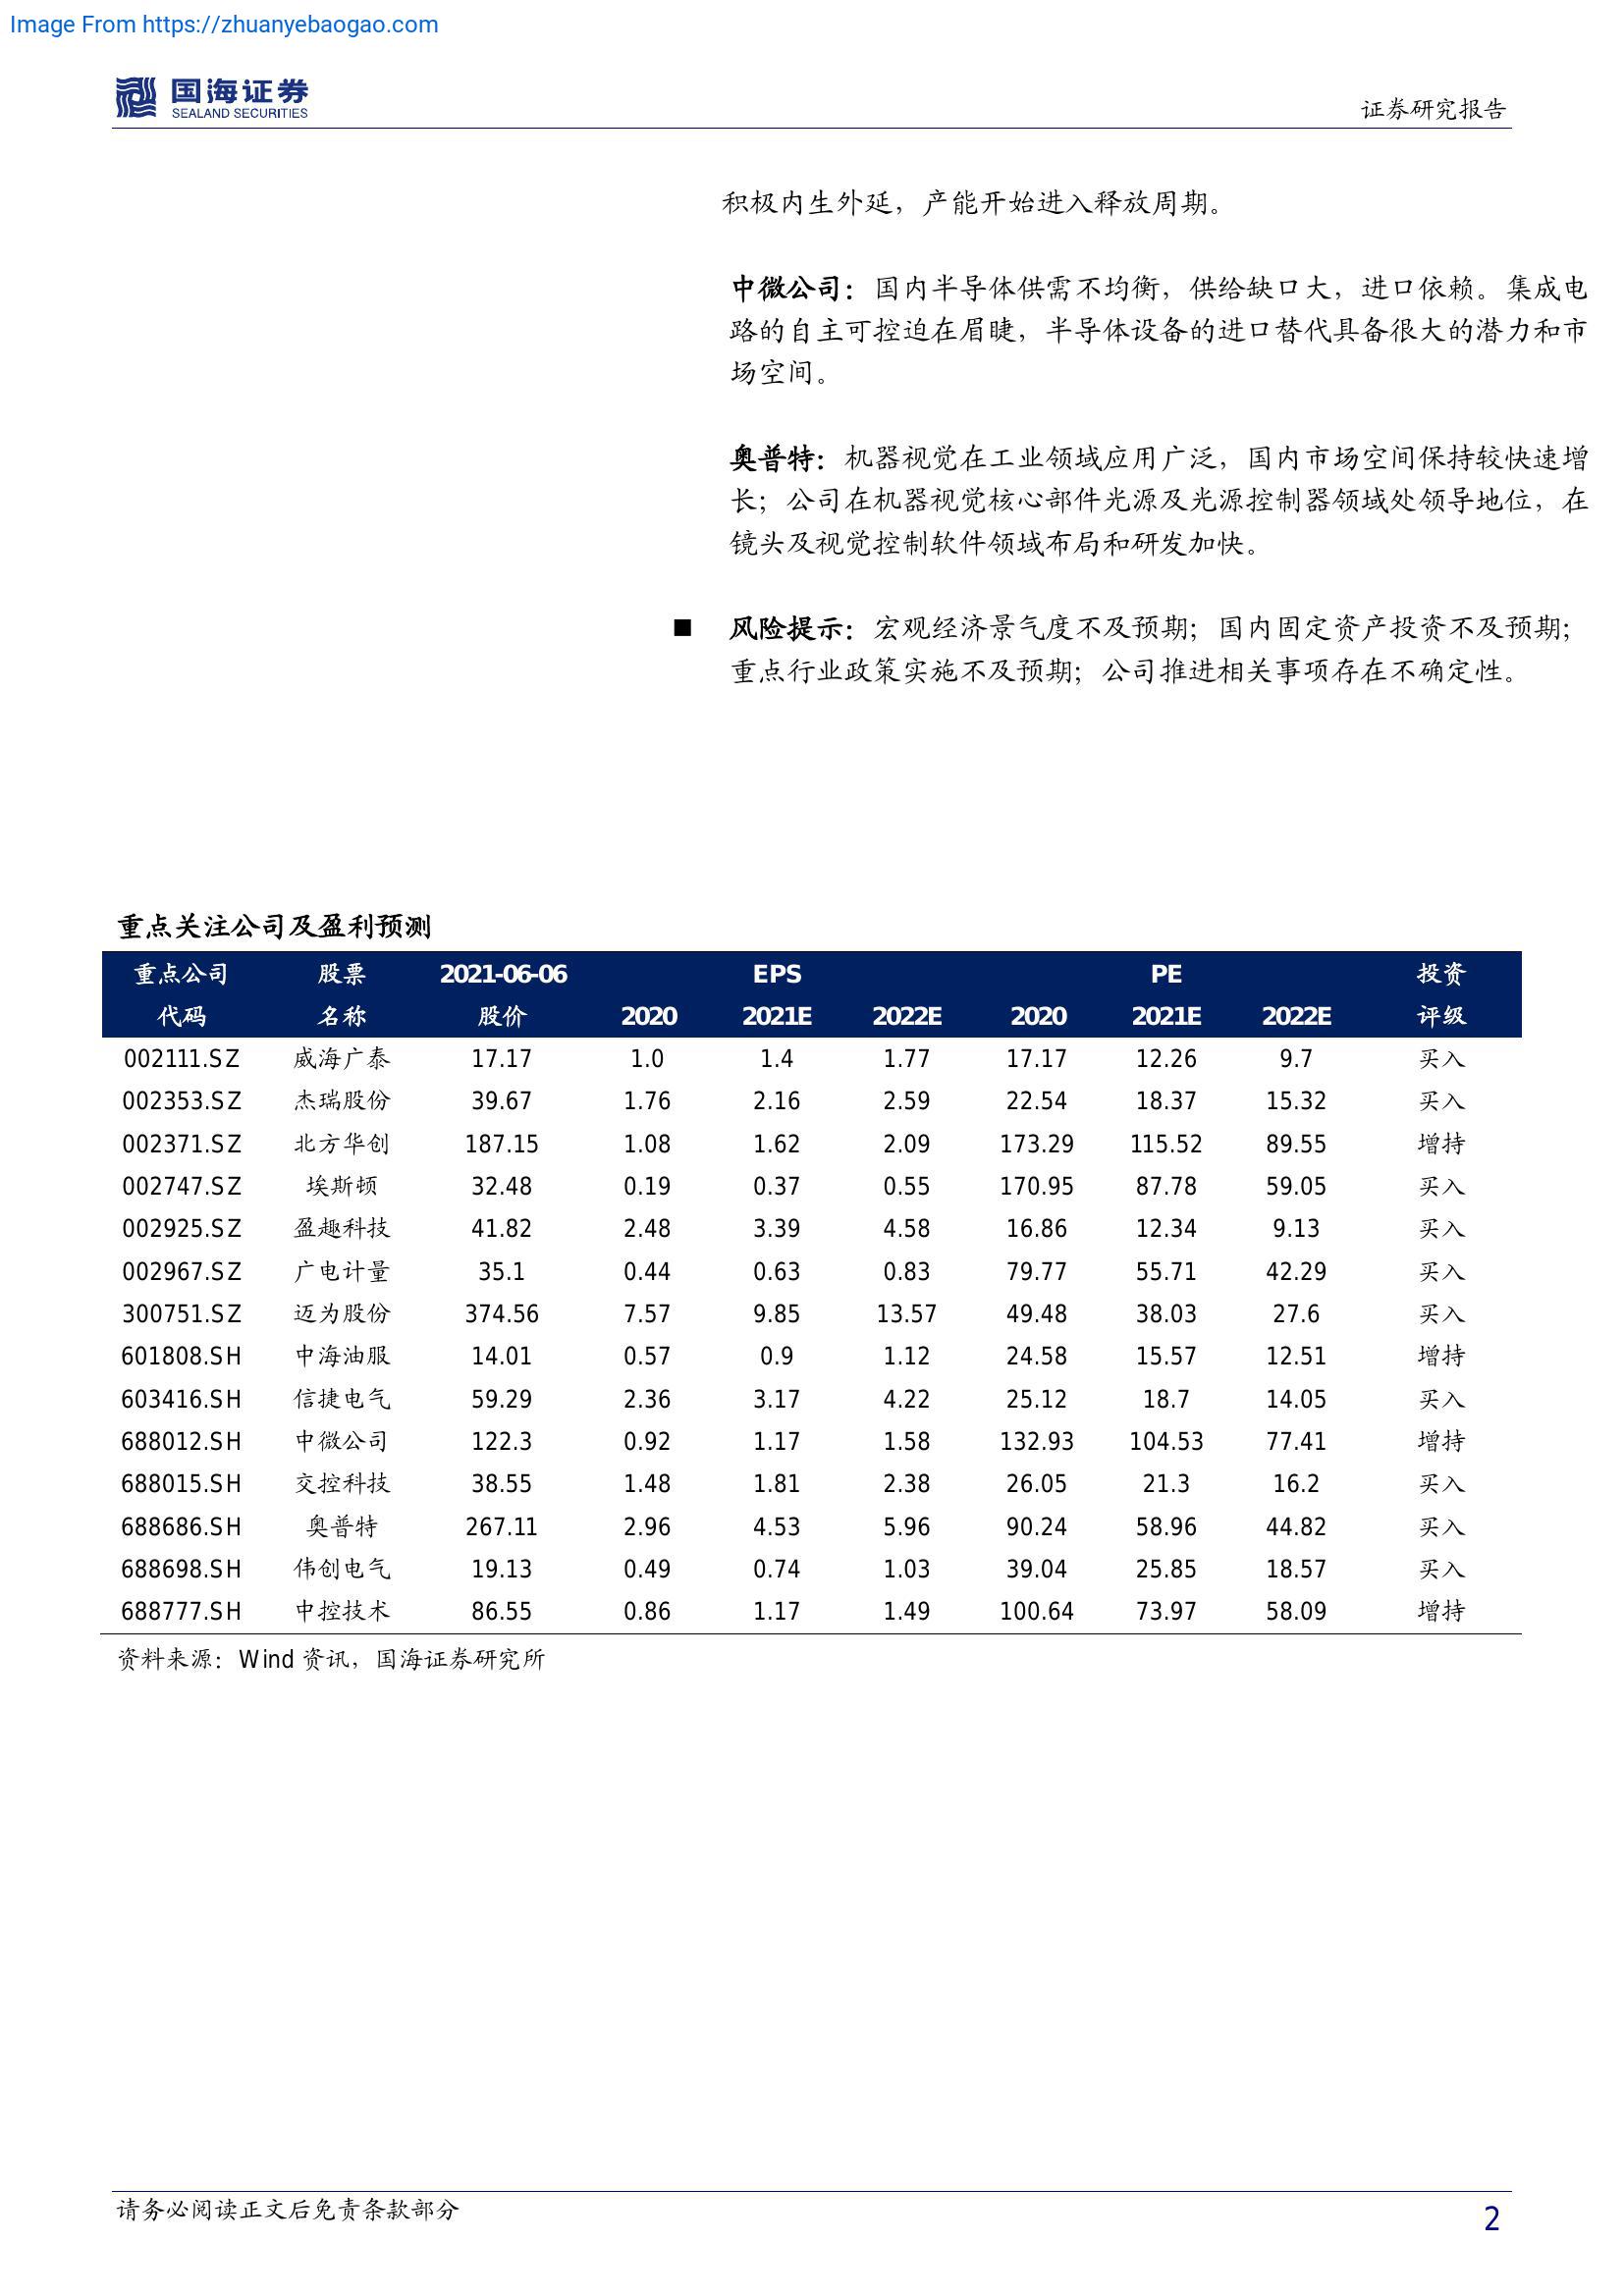 Image From https://zhuanyebaogao.com
国海证券
SEALAND SECURITIES
证券研究报告
积极内生外延，产能开始进入释放周期。
中微公司：国内半导体供需不均衡，供给缺口大，进口依赖。集成电
路的自主可控迫在眉睫，半导体设备的进口替代具备很大的潜力和市
场空间。
奥普特：机器视觉在工业领域应用广泛，国内市场空间保持较快速增
长；公司在机器视觉核心部件光源及光源控制器领域处领导地位，在
镜头及视觉控制软件领域布局和研发加快。
■ 风险提示：宏观经济景气度不及预期；国内固定资产投资不及预期；
重点行业政策实施不及预期；公司推进相关事项存在不确定性。
重点关注公司及盈利预测
重点公司 股票 2021-06-06 EPS PE 投资
代码 名称 股价 2020 2021E 2022E 2020 2021E 2022E 评级
002111.SZ 威海广泰 17.17 1.0 1.4 1.77 17.17 12.26 9.7 买入
002353.SZ 杰瑞股份 39.67 1.76 2.16 2.59 22.54 18.37 15.32 买入
002371.SZ 北方华创 187.15 1.08 1.62 2.09 173.29 115.52 89.55 增持
002747.SZ 埃斯顿 32.48 0.19 0.37 0.55 170.95 87.78 59.05 买入
002925.SZ 盈趣科技 41.82 2.48 3.39 4.58 16.86 12.34 9.13 买入
002967.SZ 广电计量 35.1 0.44 0.63 0.83 79.77 55.71 42.29 买入
300751.SZ 迈为股份 374.56 7.57 9.85 13.57 49.48 38.03 27.6 买入
601808.SH 中海油服 14.01 0.57 0.9 1.12 24.58 15.57 12.51 增持
603416.SH 信捷电气 59.29 2.36 3.17 4.22 25.12 18.7 14.05 买入
688012.SH 中微公司 122.3 0.92 1.17 1.58 132.93 104.53 77.41 增持
688015.SH 交控科技 38.55 1.48 1.81 2.38 26.05 21.3 16.2 买入
688686.SH 奥普特 267.11 2.96 4.53 5.96 90.24 58.96 44.82 买入
688698.SH 伟创电气 19.13 0.49 0.74 1.03 39.04 25.85 18.57 买入
688777.SH 中控技术 86.55 0.86 1.17 1.49 100.64 73.97 58.09 增持
资料来源：Wind 资讯，国海证券研究所
请务必阅读正文后免责条款部分
2